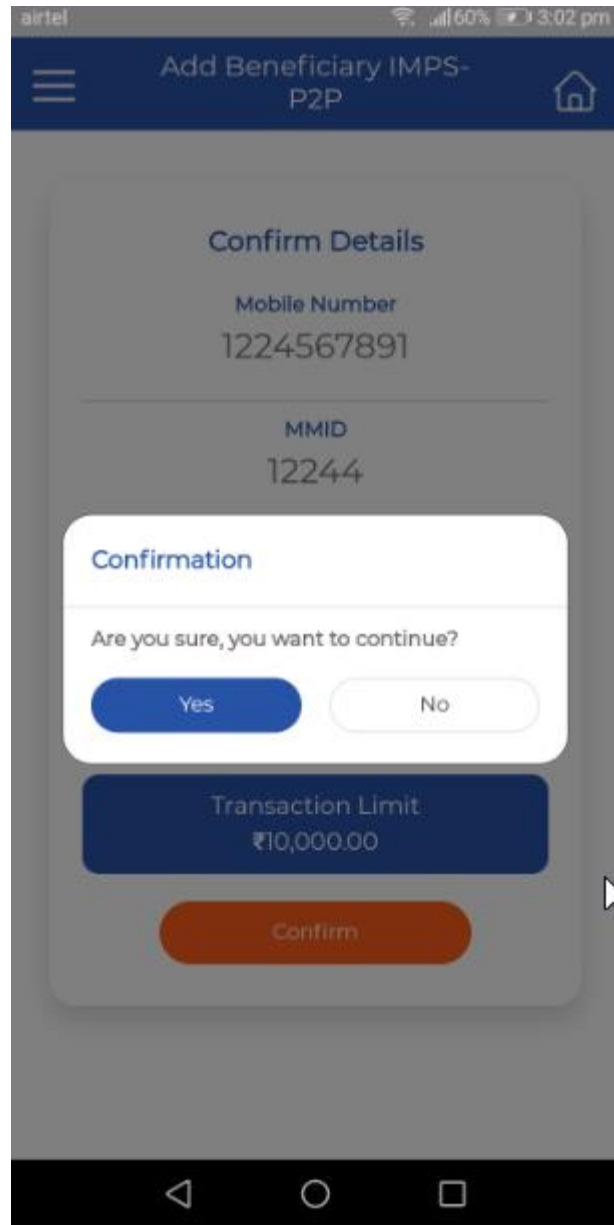 airtel 60% 3:02 pm
Add Beneficiary IMPS-
P2P
Confirm Details
Mobile Number
1224567891
MMID
12244
Confirmation
Are you sure, you want to continue?
Yes No
Transaction Limit
₹10,000.00
Confirm